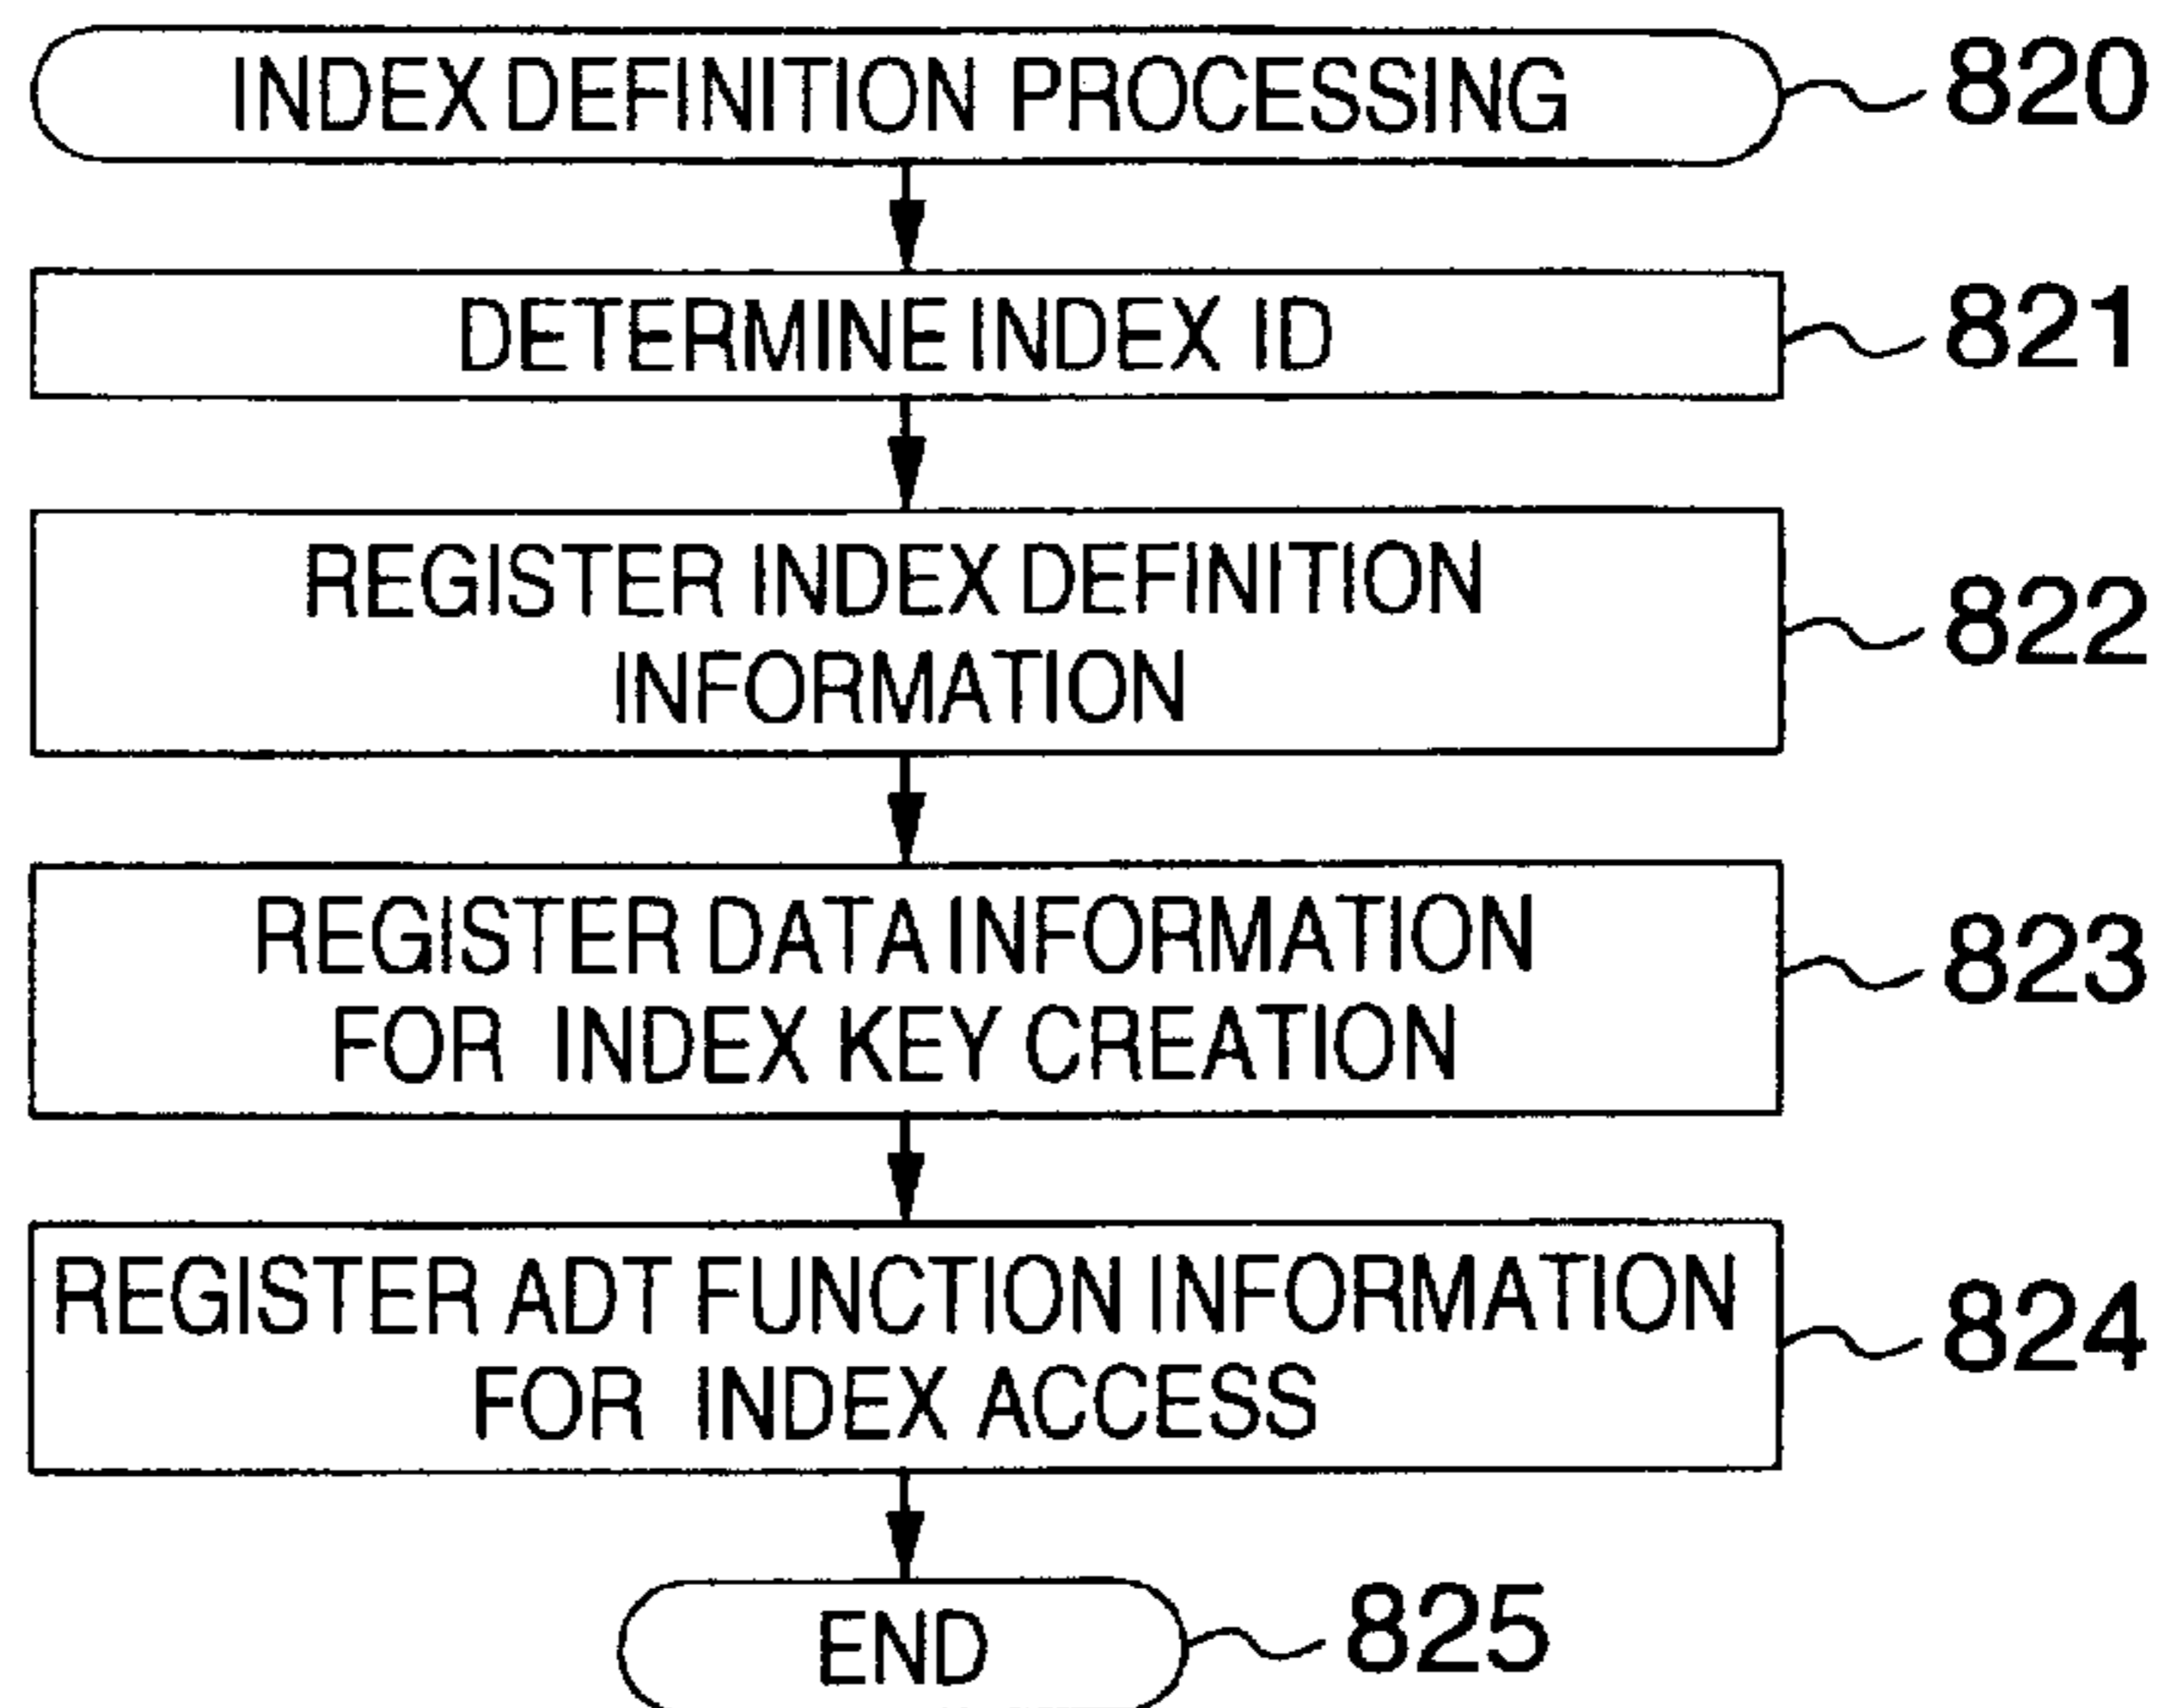 INDEX DEFINITION PROCESSING 820
DETERMINE INDEX ID 821
REGISTER INDEX DEFINITION
INFORMATION
822
REGISTER DATA INFORMATION
FOR INDEX KEY CREATION
823
REGISTER ADT FUNCTION INFORMATION
FOR INDEX ACCESS
824
END 825